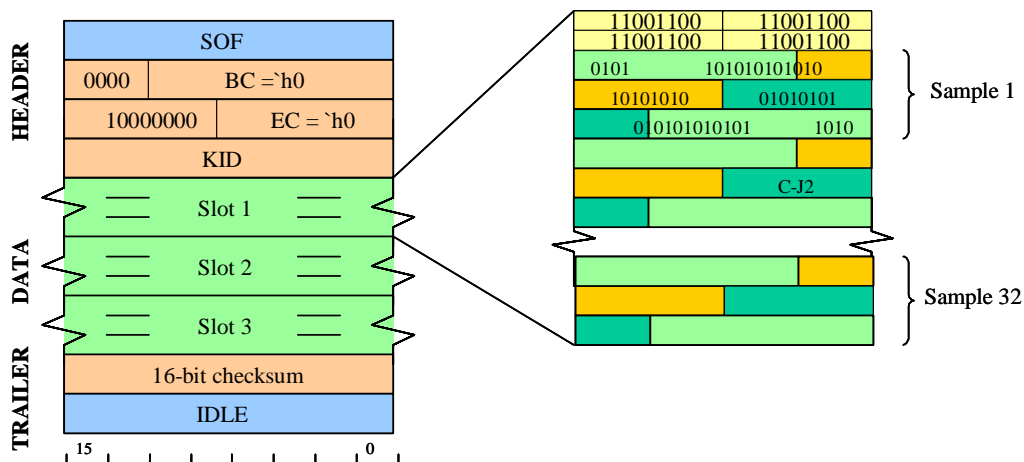 HEADER
SOF
0000 BC =`h0
10000000 EC = `h0
KID
DATA
Slot 1
Slot 2
Slot 3
TRAILER
16-bit checksum
IDLE
15 0
11001100 11001100
11001100 11001100
0101 101010101010
10101010 01010101
010101010101 1010
Sample 1
C-J2
Sample 32